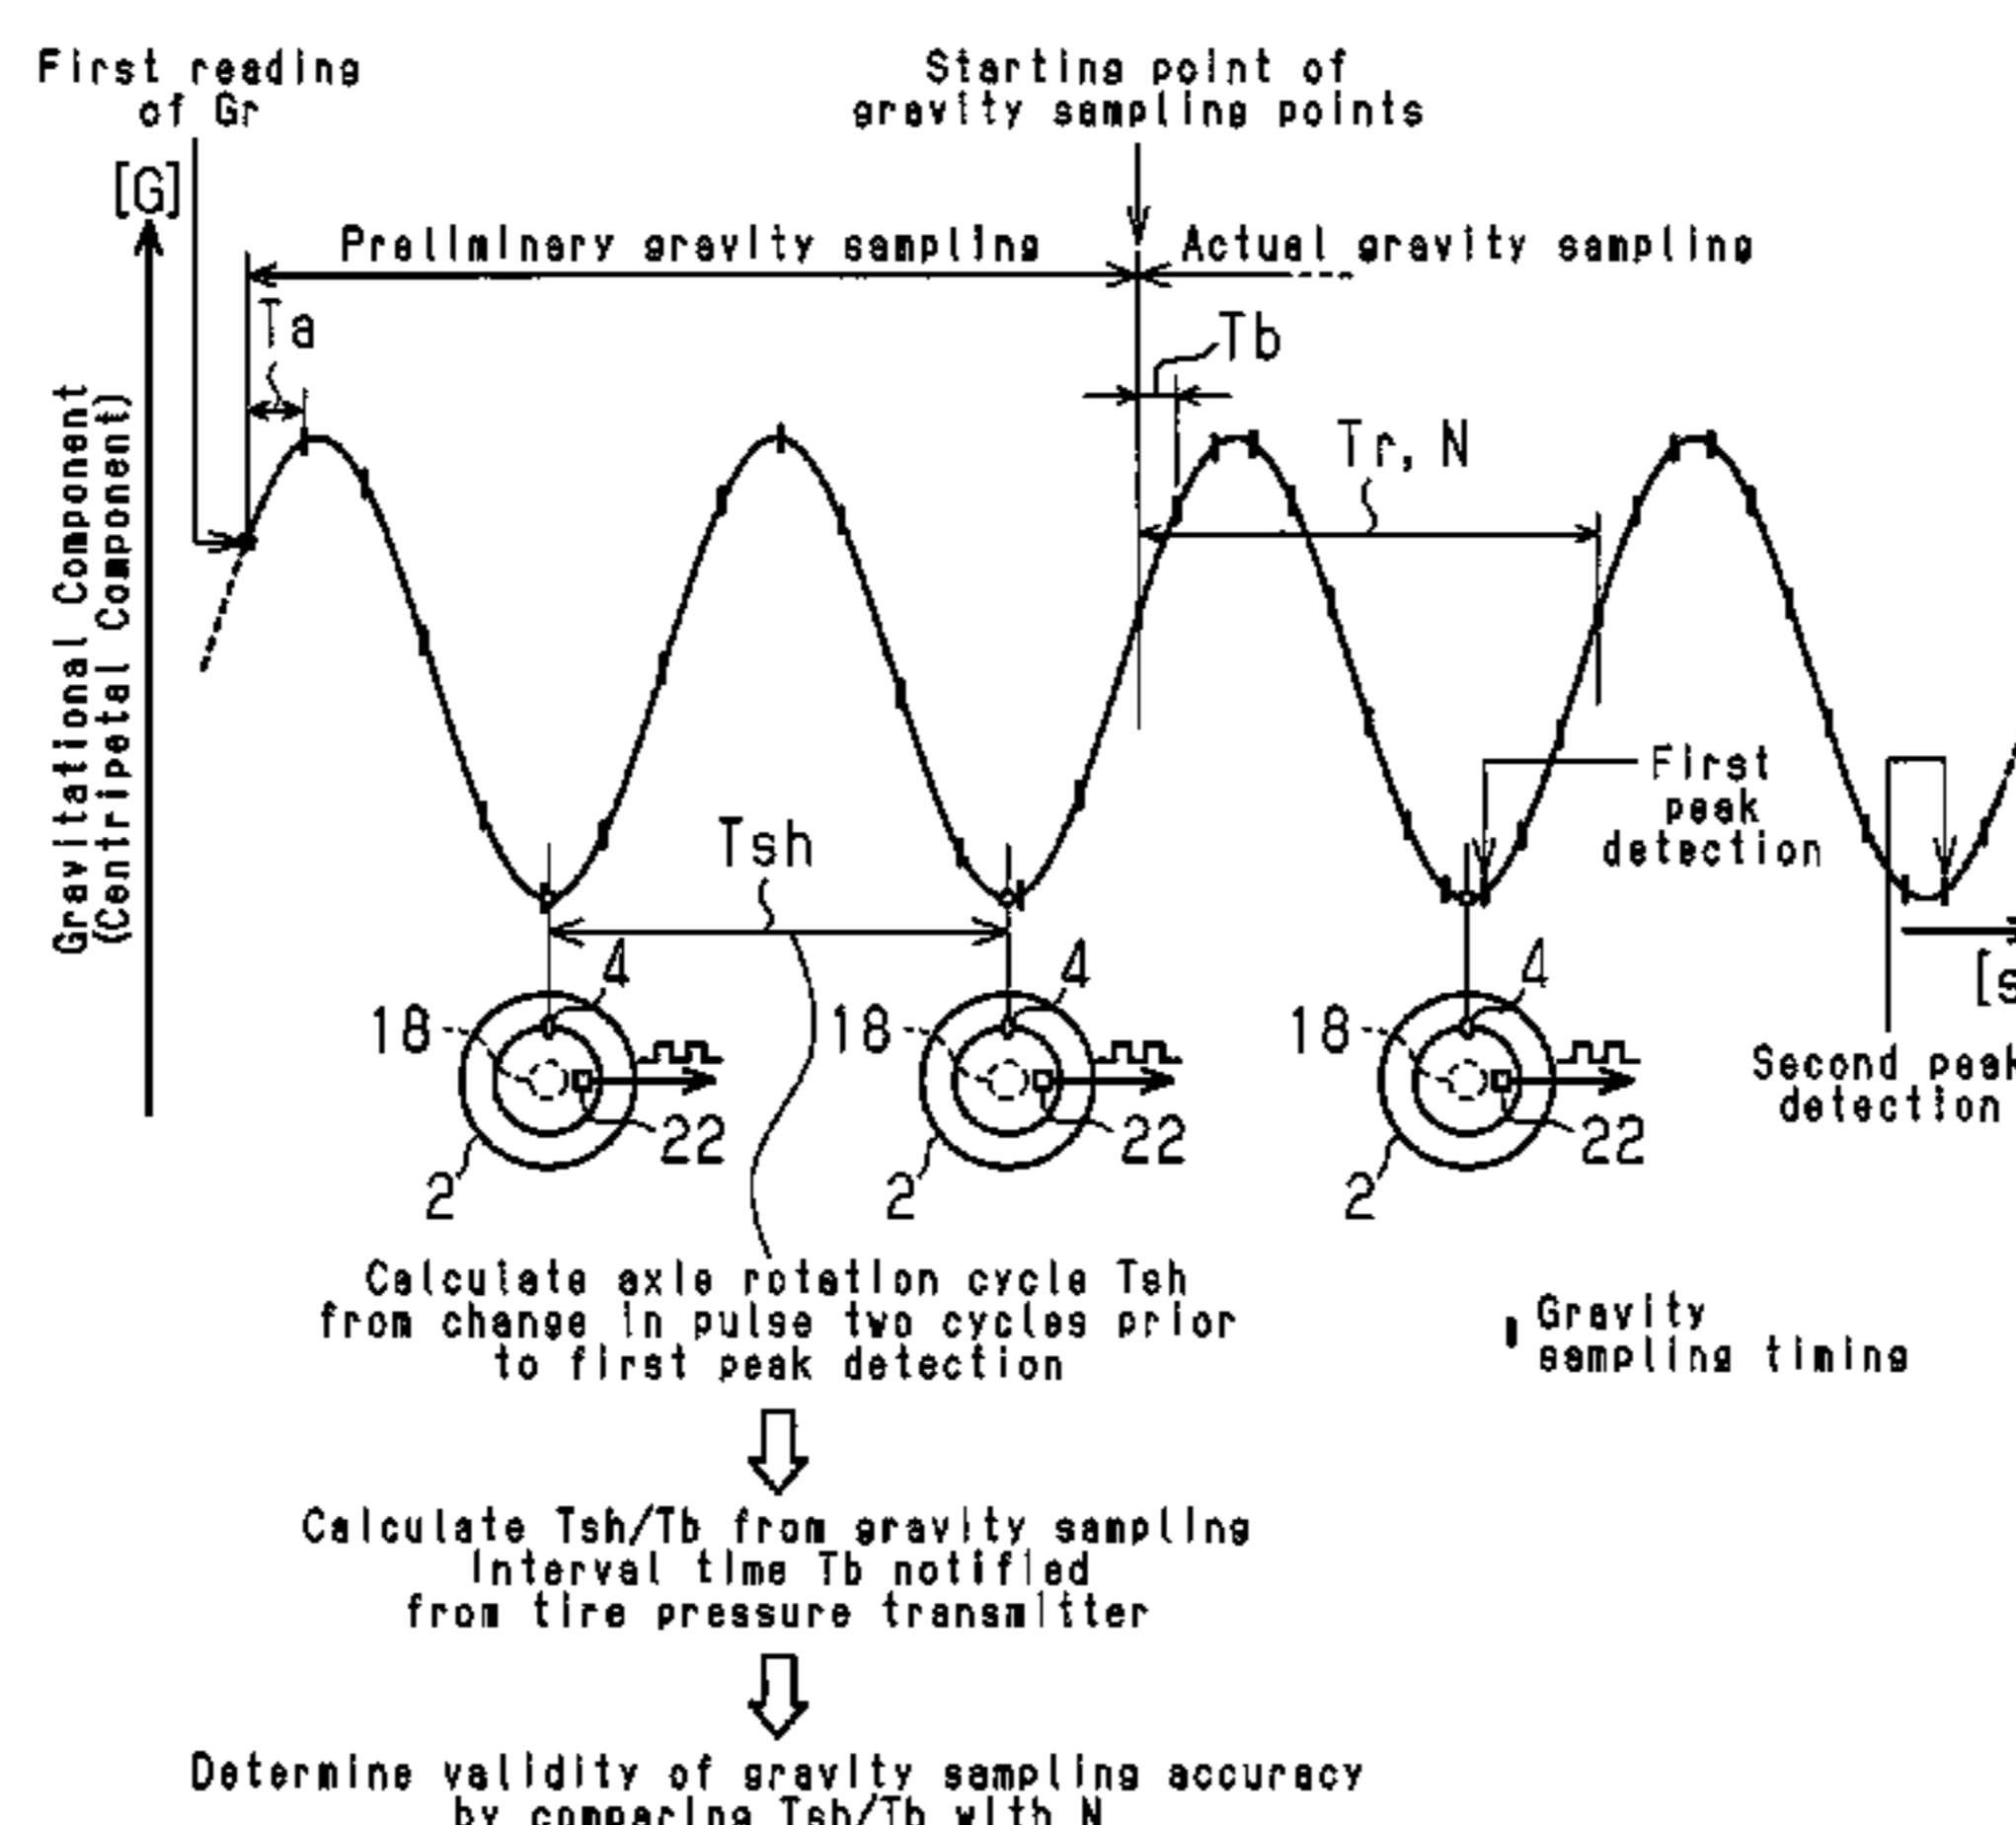 First reading
of Gr
Starting point of
gravity sampling points
[G]
Preliminary gravity sampling
Actual gravity sampling
Ta
Tb
Tr, N
Gravitational Component
(Centripetal Component)
First
peak
detection
Tsh
[s
4
4
4
18
18
18
22
22
22
2
2
2
Second peak
detection
Calculate axle rotation cycle Tsh
from change in pulse two cycles prior
to first peak detection
Gravity
sampling timing
Calculate Tsh/Tb from gravity sampling
interval time Tb notified
from tire pressure transmitter
Determine validity of gravity sampling accuracy
by comparing Tsh/Tb with N